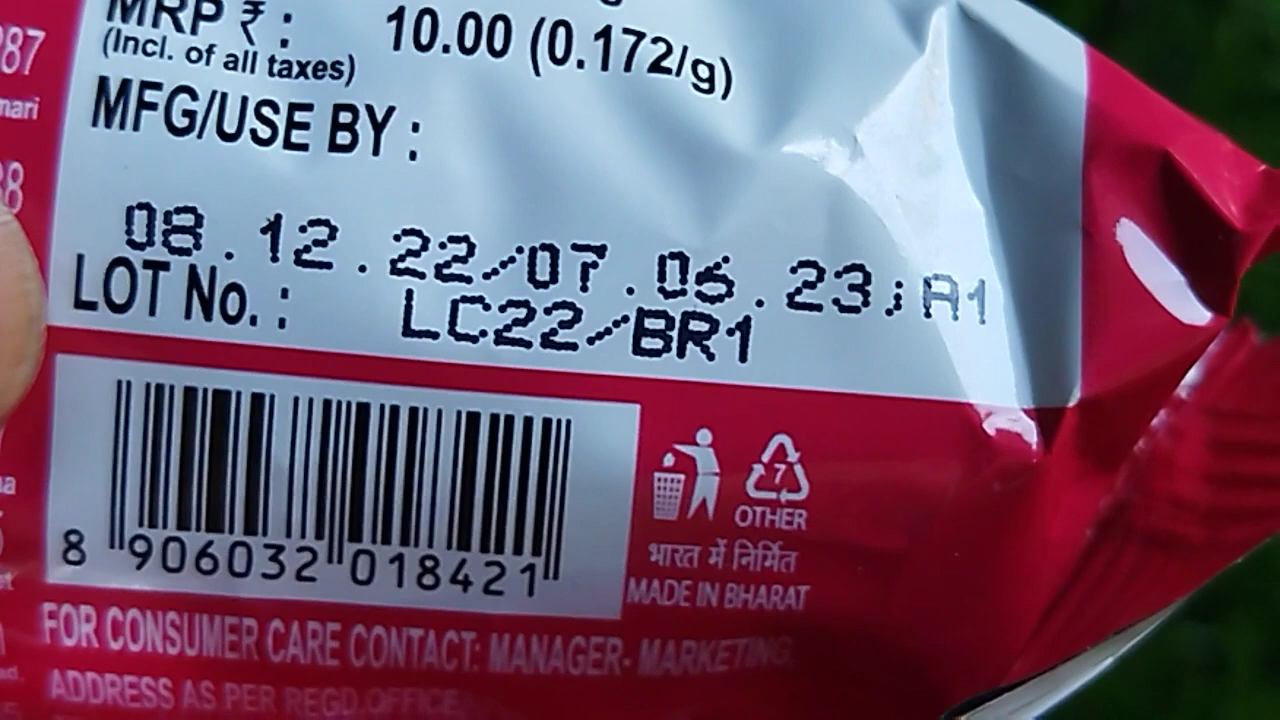 287
mari
MRP ₹ : 10.00 (0.172/g)
(Incl. of all taxes)
MFG/USE BY :
08.12.22/07.06.23;A1
LOT No. : LC22/BR1
8 906032 018421
7
OTHER
भारत में निर्मित
MADE IN BHARAT
FOR CONSUMER CARE CONTACT: MANAGER- MARKETING,
ADDRESS AS PER REGD.OFFICE